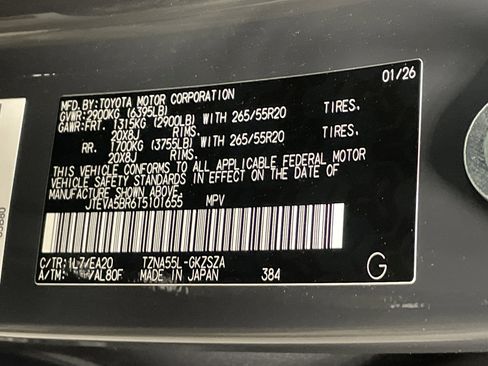 MFD. BY: TOYOTA MOTOR CORPORATION 01/26
GVWR: 2900KG (6395LB)
GAWR: FRT. 1315KG (2900LB) WITH 265/55R20 TIRES.
20X8J RIMS.
RR. 1700KG (3755LB) WITH 265/55R20 TIRES.
20X8J RIMS.
THIS VEHICLE CONFORMS TO ALL APPLICABLE FEDERAL MOTOR
VEHICLE SAFETY STANDARDS IN EFFECT ON THE DATE OF
MANUFACTURE SHOWN ABOVE.
JTEVA5BR6T5101655 MPV
C/TR: 1L7/EA20 TZNA55L-GKZSZA
A/TM: /AL80F MADE IN JAPAN 384 G